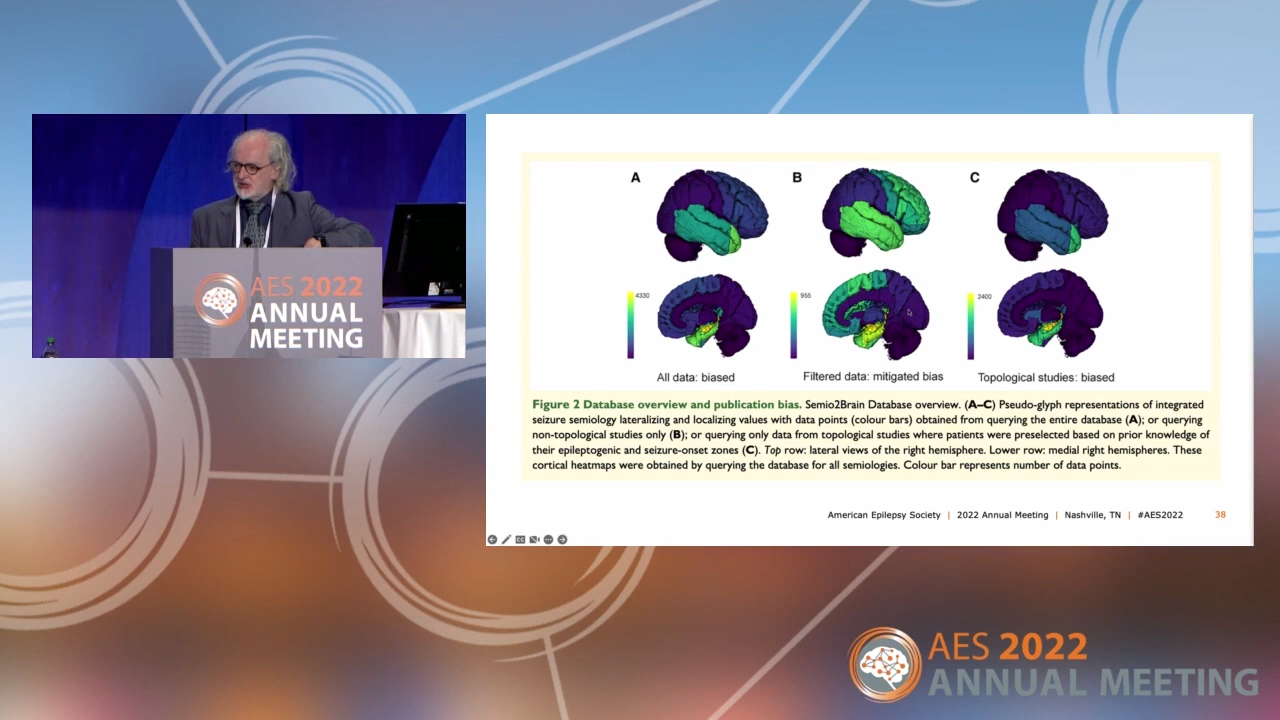 AES 2022
ANNUAL
MEETING
A
B
C
4330
955
2400
All data: biased
Filtered data: mitigated bias
Topological studies: biased
Figure 2 Database overview and publication bias. Semio2Brain Database overview. (A–C) Pseudo-glyph representations of integrated
seizure semiology lateralizing and localizing values with data points (colour bars) obtained from querying the entire database (A); or querying
non-topological studies only (B); or querying only data from topological studies where patients were preselected based on prior knowledge of
their epileptogenic and seizure-onset zones (C). Top row: lateral views of the right hemisphere. Lower row: medial right hemispheres. These
cortical heatmaps were obtained by querying the database for all semiologies. Colour bar represents number of data points.
American Epilepsy Society | 2022 Annual Meeting | Nashville, TN | #AES2022
38
AES 2022
ANNUAL MEETING